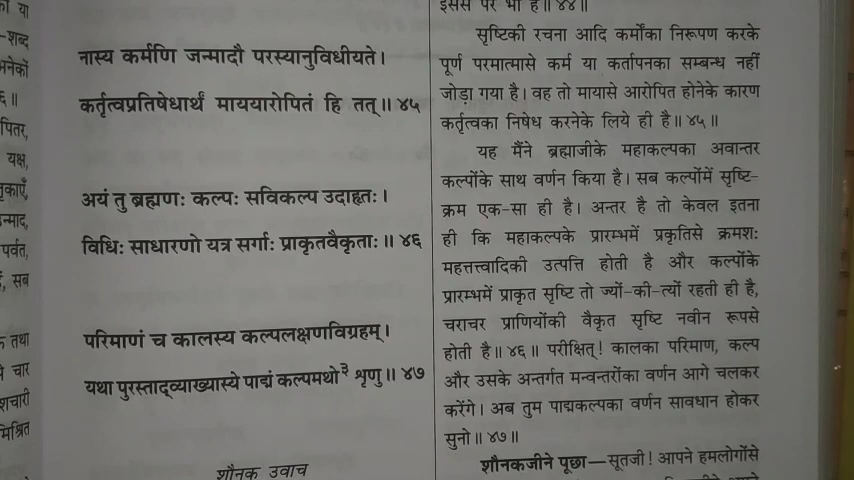 नास्य कर्मणि जन्मादौ परस्यानुविधीयते।
कर्तृत्वप्रतिषेधार्थं माययारोपितं हि तत्॥ ४५
अयं तु ब्रह्मणः कल्पः सविकल्प उदाहृतः।
विधिः साधारणो यत्र सर्गाः प्राकृतवैकृताः॥ ४६
परिमाणं च कालस्य कल्पलक्षणविग्रहम्।
यथा पुरस्ताद्व्याख्यास्ये पाद्मं कल्पमथो३ शृणु॥ ४७
शौनक उवाच
इससे परे भी हैं॥ ४४॥
सृष्टिकी रचना आदि कर्मोंका निरूपण करके
पूर्ण परमात्मासे कर्म या कर्तापनका सम्बन्ध नहीं
जोड़ा गया है। वह तो मायासे आरोपित होनेके कारण
कर्तृत्वका निषेध करनेके लिये ही है॥ ४५॥
यह मैंने ब्रह्माजीके महाकल्पका अवान्तर
कल्पोंके साथ वर्णन किया है। सब कल्पोंमें सृष्टि-
क्रम एक-सा ही है। अन्तर है तो केवल इतना
ही कि महाकल्पके प्रारम्भमें प्रकृतिसे क्रमशः
महत्तत्त्वादिकी उत्पत्ति होती है और कल्पोंके
प्रारम्भमें प्राकृत सृष्टि तो ज्यों-की-त्यों रहती ही है,
चराचर प्राणियोंकी वैकृत सृष्टि नवीन रूपसे
होती है॥ ४६॥ परीक्षित्! कालका परिमाण, कल्प
और उसके अन्तर्गत मन्वन्तरोंका वर्णन आगे चलकर
करेंगे। अब तुम पाद्मकल्पका वर्णन सावधान होकर
सुनो॥ ४७॥
शौनकजीने पूछा—सूतजी! आपने हमलोगोंसे